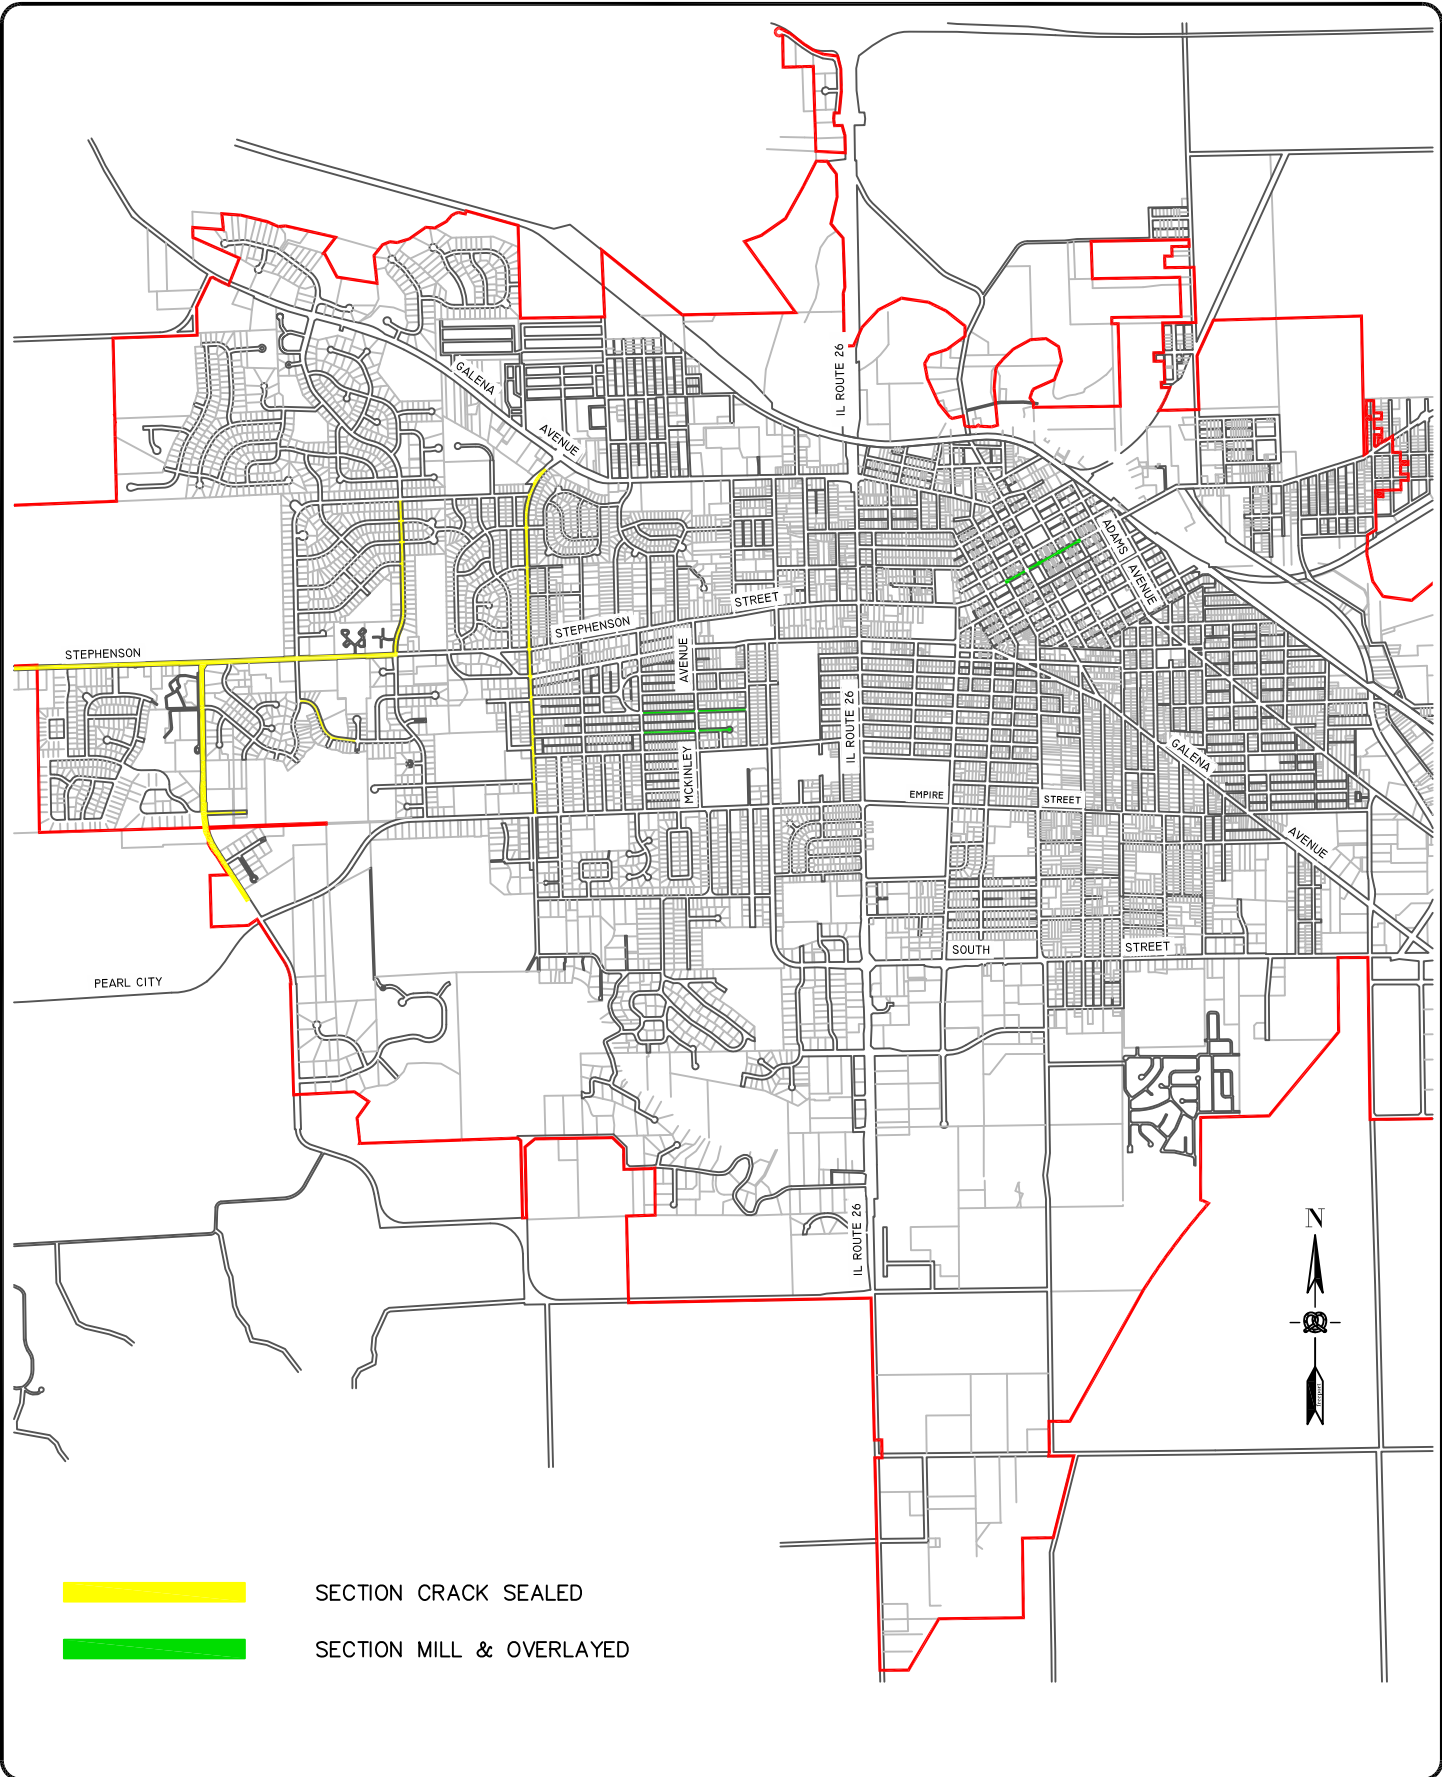 IL ROUTE 26
GALENA
AVENUE
ADAMS
AVENUE
STREET
STEPHENSON
STEPHENSON
AVENUE
MCKINLEY
IL ROUTE 26
GALENA
AVENUE
EMPIRE
STREET
SOUTH
STREET
PEARL CITY
IL ROUTE 26
N
freeport
SECTION CRACK SEALED
SECTION MILL & OVERLAYED